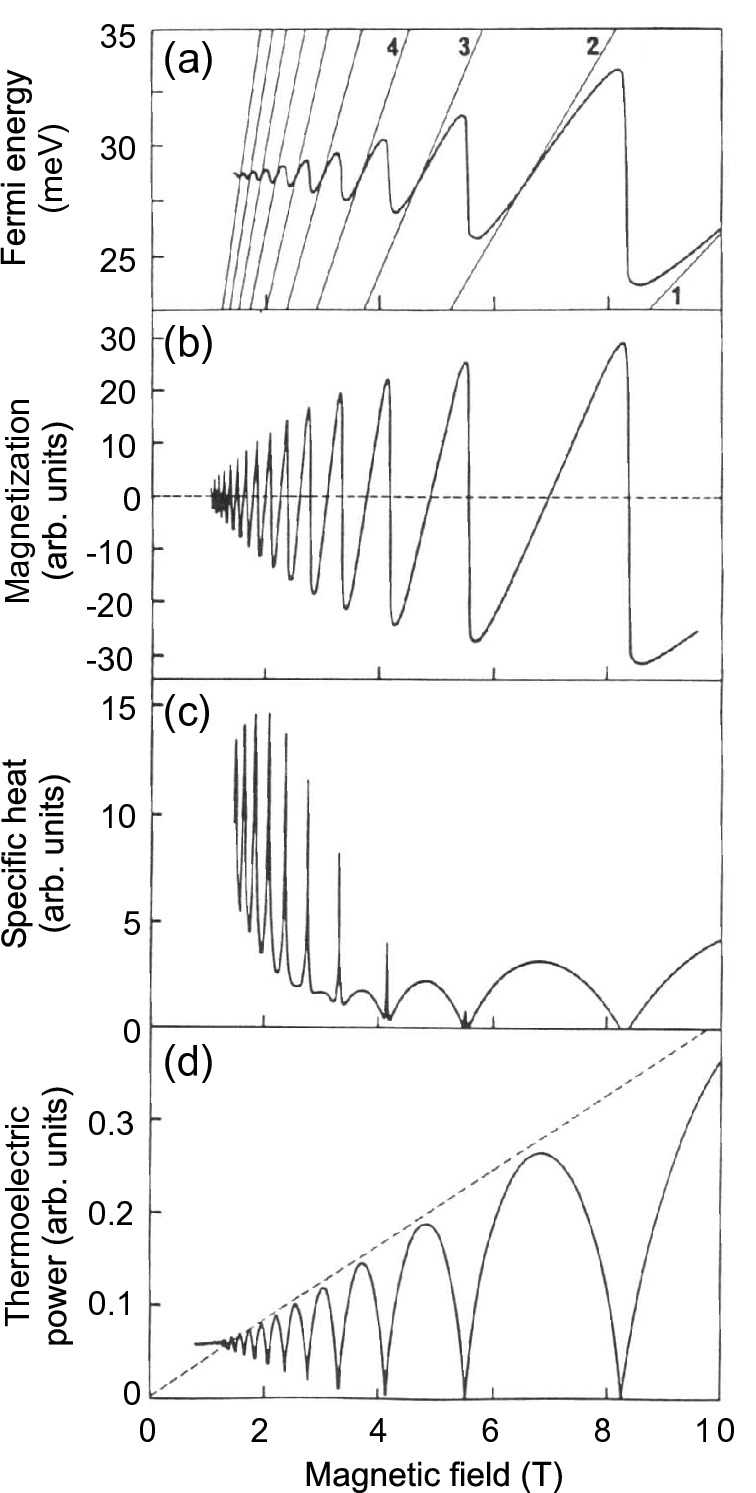 (a)
35
30
25
Fermi energy
(meV)
4
3
2
1
(b)
30
20
10
0
-10
-20
-30
Magnetization
(arb. units)
(c)
15
10
5
0
Specific heat
(arb. units)
(d)
0.3
0.2
0.1
0
Thermoelectric
power (arb. units)
0 2 4 6 8 10
Magnetic field (T)